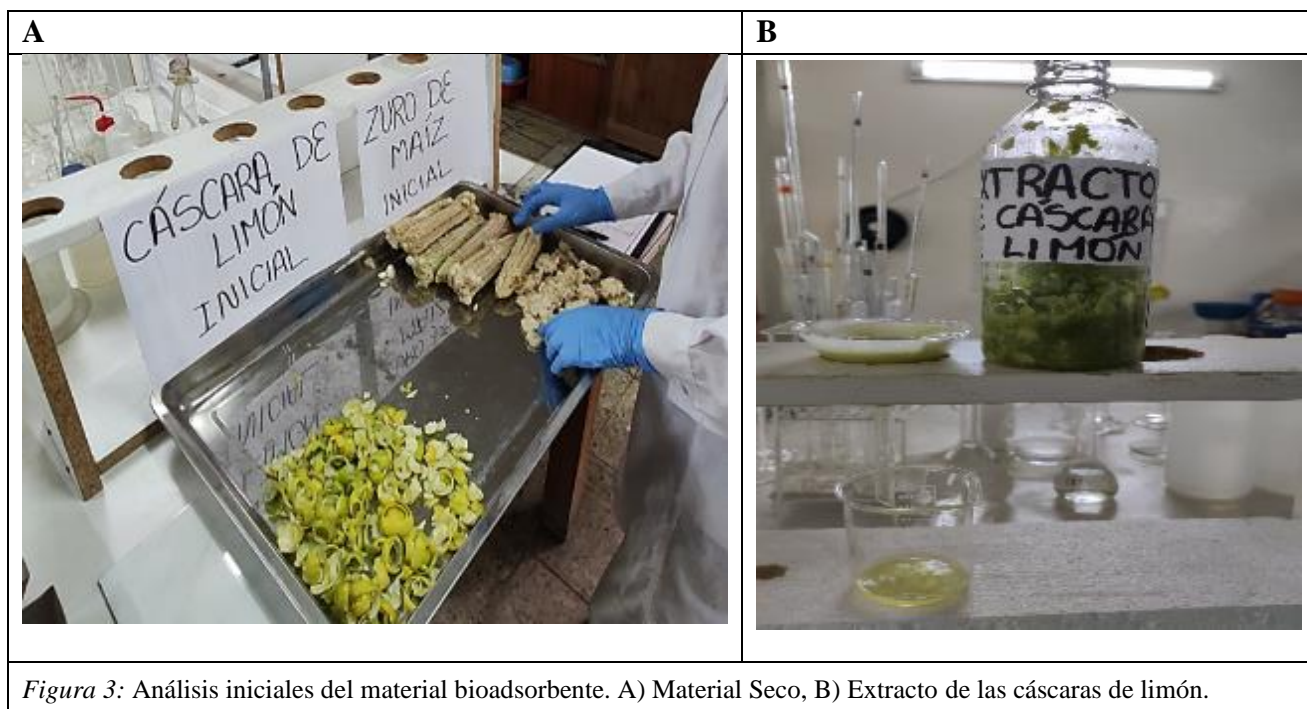 A
B
CÁSCARA DE
LIMÓN
INICIAL
ZURO DE
MAÍZ
INICIAL
XTRACTO
CÁSCARA
LIMÓN
Figura 3: Análisis iniciales del material bioadsorbente. A) Material Seco, B) Extracto de las cáscaras de limón.